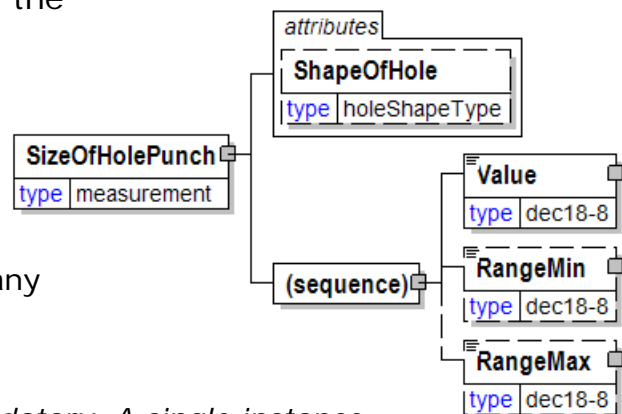 the
attributes
ShapeOfHole
type holeShapeType
SizeOfHolePunch
type measurement
Value
type dec18-8
any
(sequence)
RangeMin
type dec18-8
RangeMax
type dec18-8
A single instance